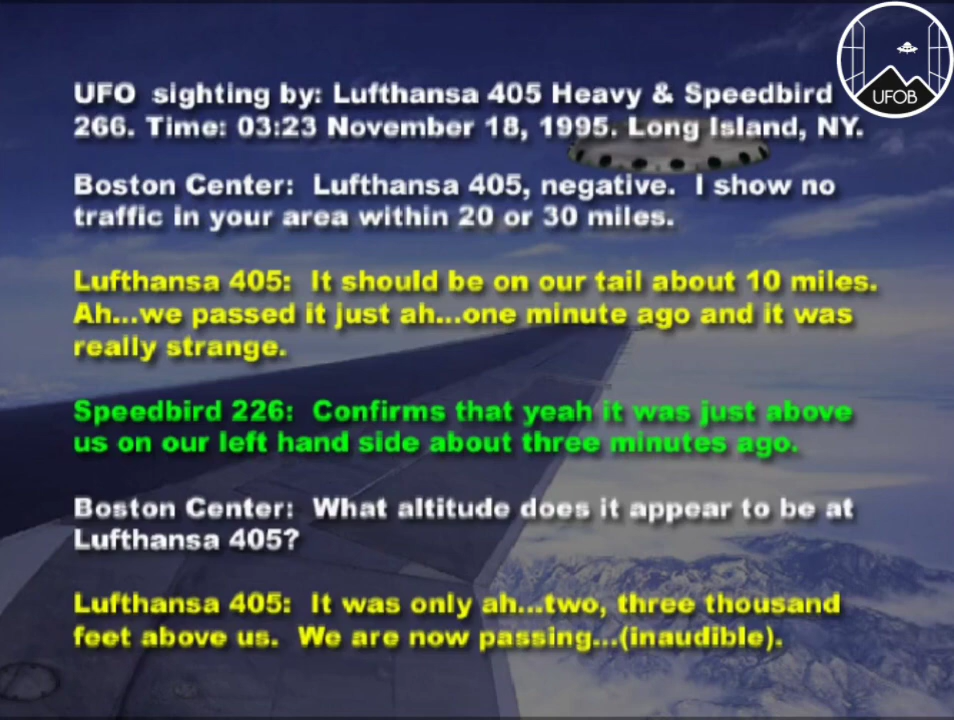 UFOB
UFO sighting by: Lufthansa 405 Heavy & Speedbird
266. Time: 03:23 November 18, 1995. Long Island, NY.
Boston Center: Lufthansa 405, negative. I show no
traffic in your area within 20 or 30 miles.
Lufthansa 405: It should be on our tail about 10 miles.
Ah...we passed it just ah...one minute ago and it was
really strange.
Speedbird 226: Confirms that yeah it was just above
us on our left hand side about three minutes ago.
Boston Center: What altitude does it appear to be at
Lufthansa 405?
Lufthansa 405: It was only ah...two, three thousand
feet above us. We are now passing...(inaudible).